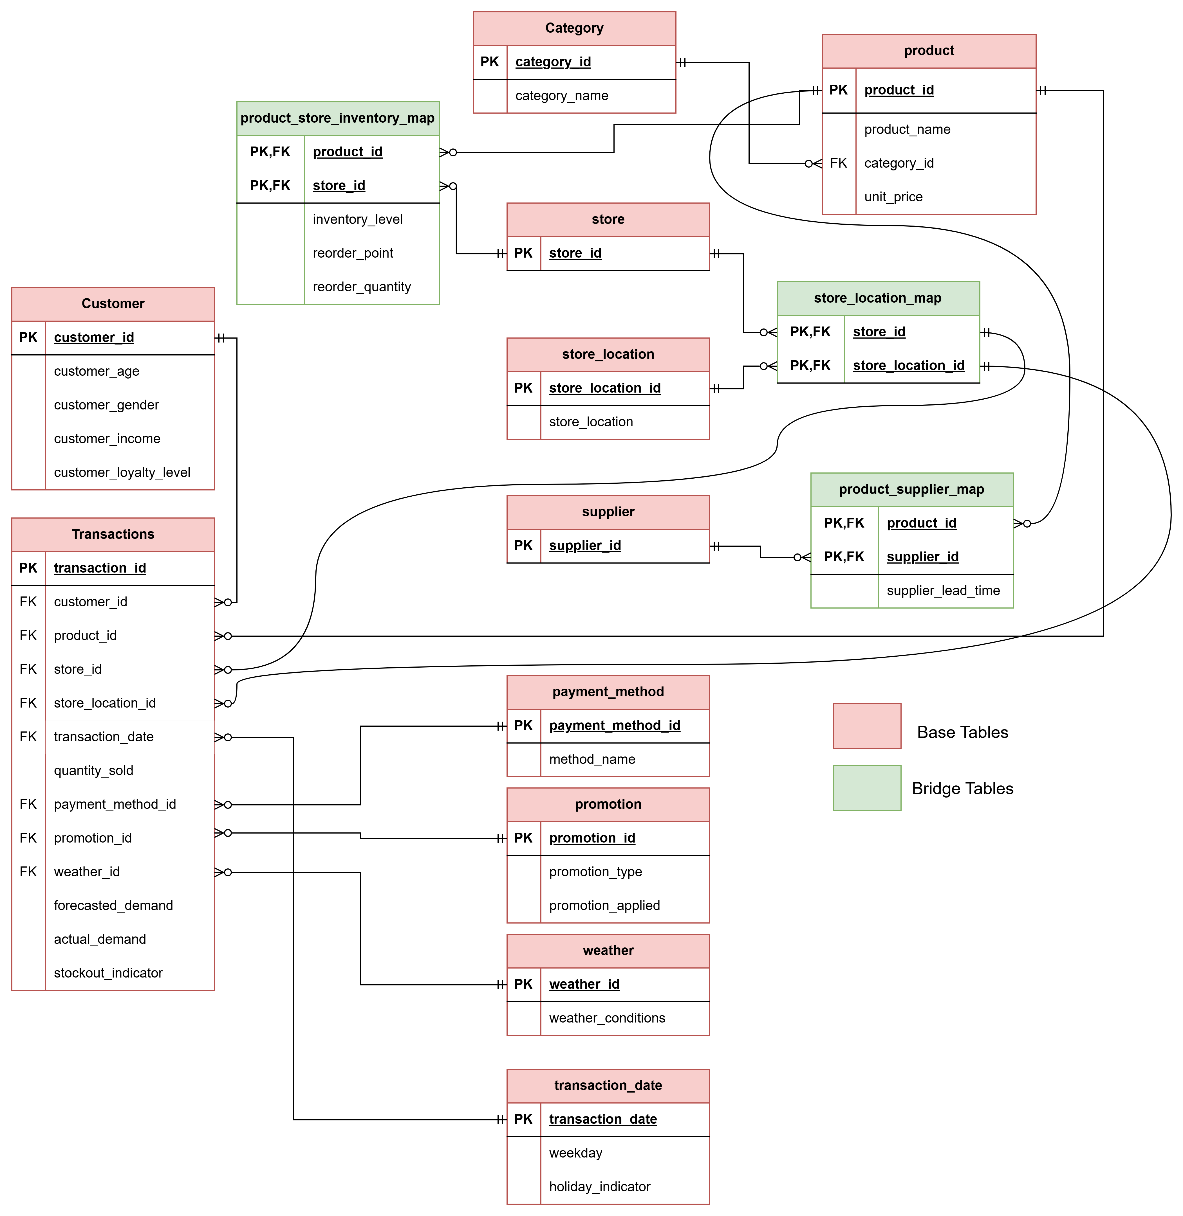 Category
PK category_id
category_name
product
PK product_id
product_name
FK category_id
unit_price
product_store_inventory_map
PK,FK product_id
PK,FK store_id
inventory_level
reorder_point
reorder_quantity
store
PK store_id
store_location_map
PK,FK store_id
PK,FK store_location_id
Customer
PK customer_id
customer_age
customer_gender
customer_income
customer_loyalty_level
store_location
PK store_location_id
store_location
product_supplier_map
PK,FK product_id
PK,FK supplier_id
supplier_lead_time
supplier
PK supplier_id
Transactions
PK transaction_id
FK customer_id
FK product_id
FK store_id
FK store_location_id
FK transaction_date
quantity_sold
FK payment_method_id
FK promotion_id
FK weather_id
forecasted_demand
actual_demand
stockout_indicator
payment_method
PK payment_method_id
method_name
Base Tables
Bridge Tables
promotion
PK promotion_id
promotion_type
promotion_applied
weather
PK weather_id
weather_conditions
transaction_date
PK transaction_date
weekday
holiday_indicator